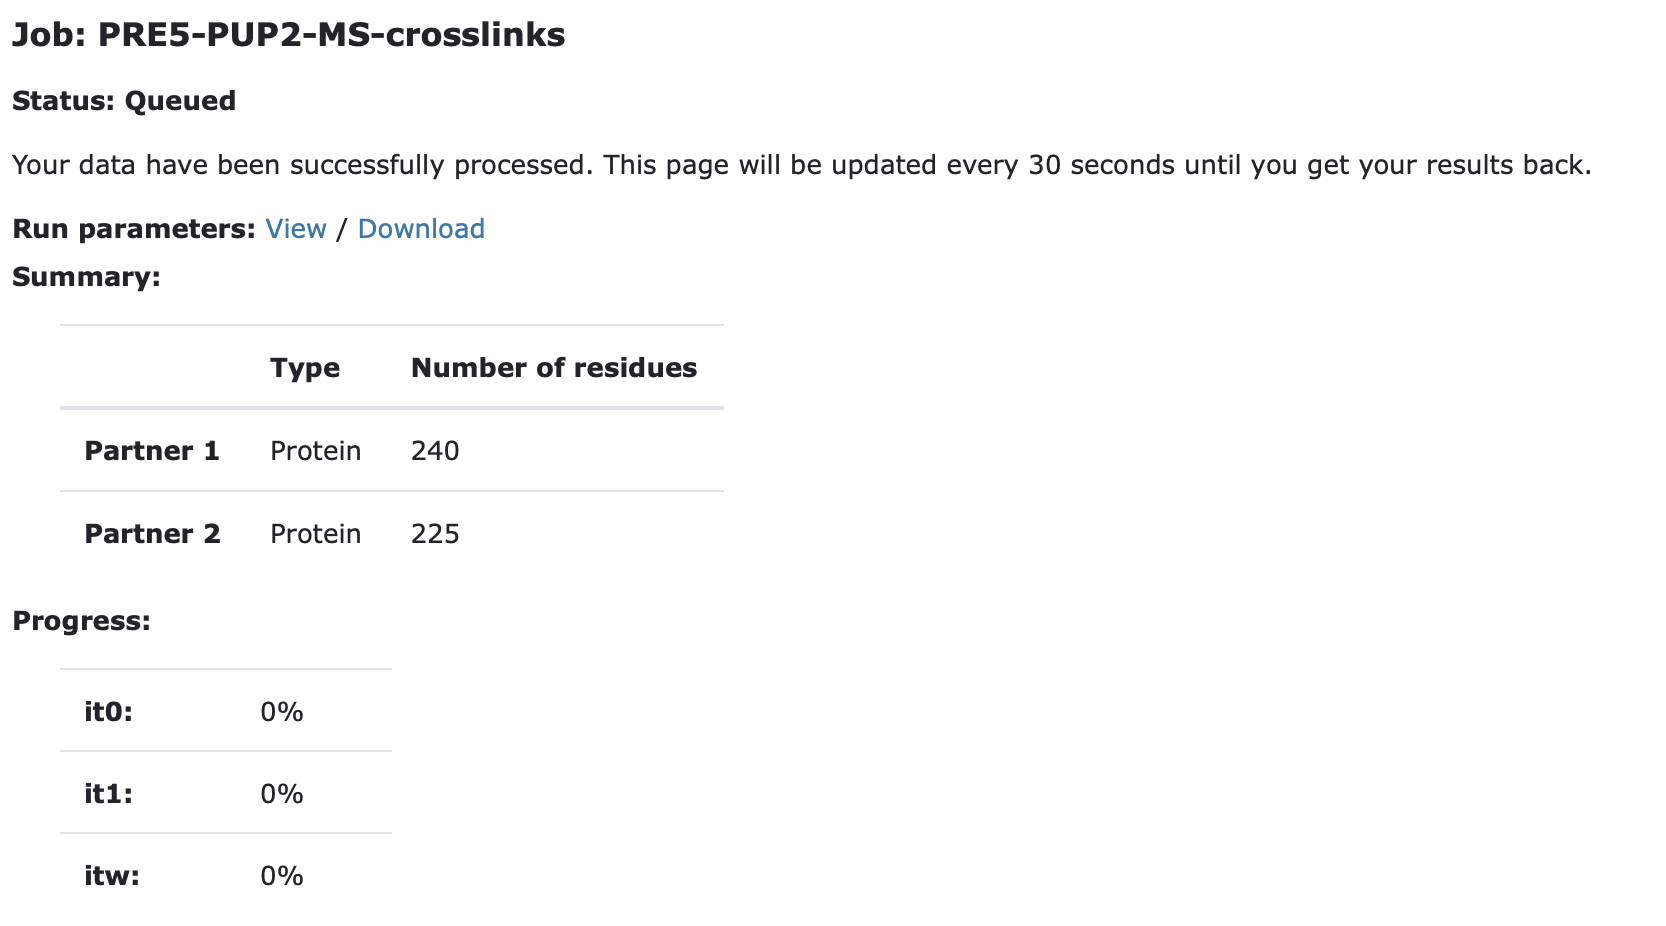 Job: PRE5-PUP2-MS-crosslinks
Status: Queued
Your data have been successfully processed. This page will be updated every 30 seconds until you get your results back.
Run parameters: View / Download
Summary:
Type Number of residues
Partner 1 Protein 240
Partner 2 Protein 225
Progress:
it0: 0%
it1: 0%
itw: 0%